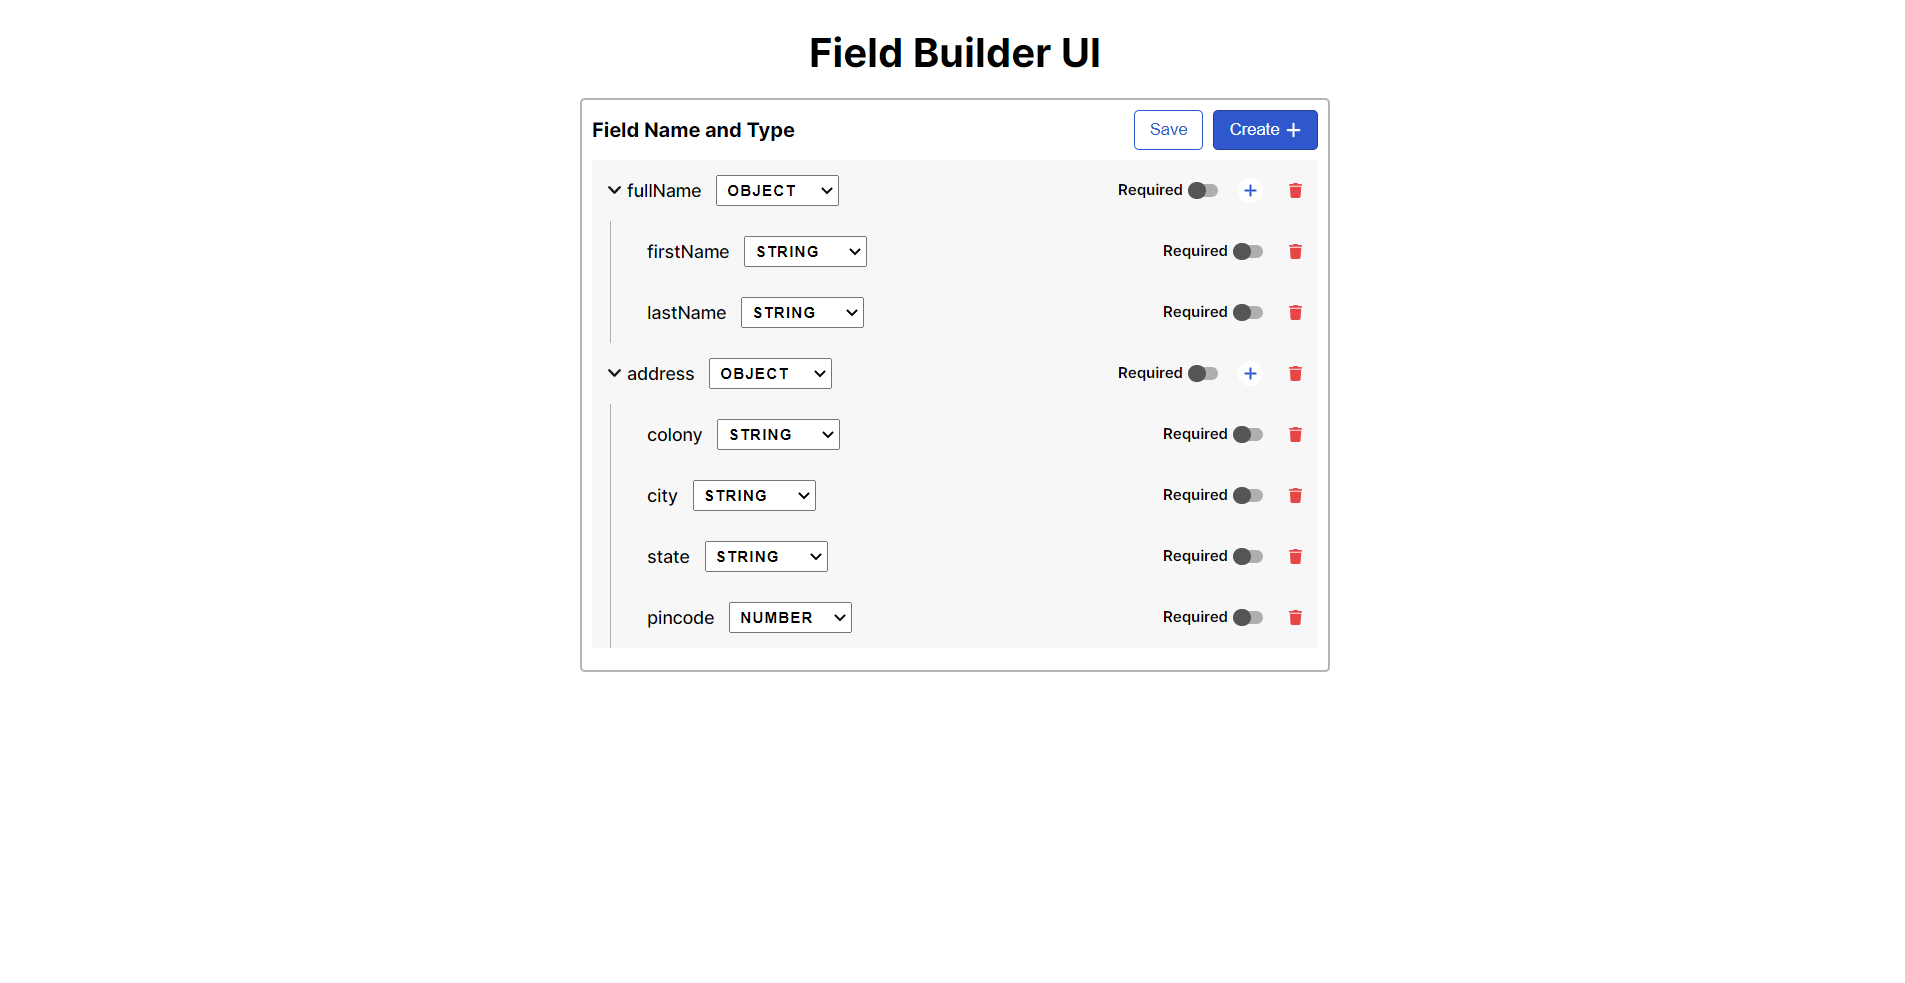 Field Builder UI
Field Name and Type Save Create +
fullName OBJECT Required +
firstName STRING Required
lastName STRING Required
address OBJECT Required +
colony STRING Required
city STRING Required
state STRING Required
pincode NUMBER Required